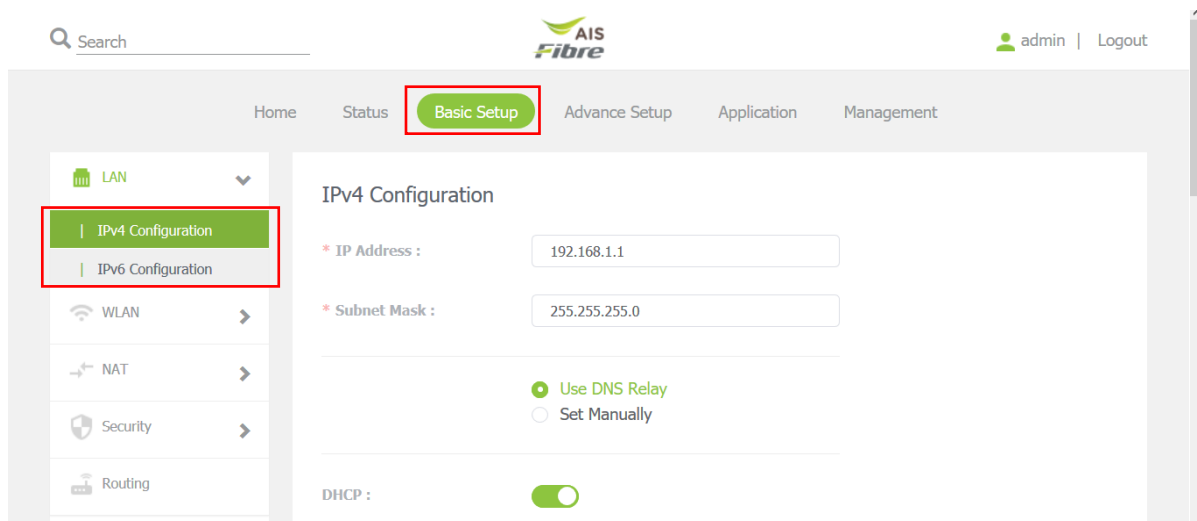 Search
AIS
Fibre
admin | Logout
Home Status Basic Setup Advance Setup Application Management
LAN
| IPv4 Configuration
| IPv6 Configuration
WLAN
NAT
Security
Routing
IPv4 Configuration
* IP Address : 192.168.1.1
* Subnet Mask : 255.255.255.0
Use DNS Relay
Set Manually
DHCP :